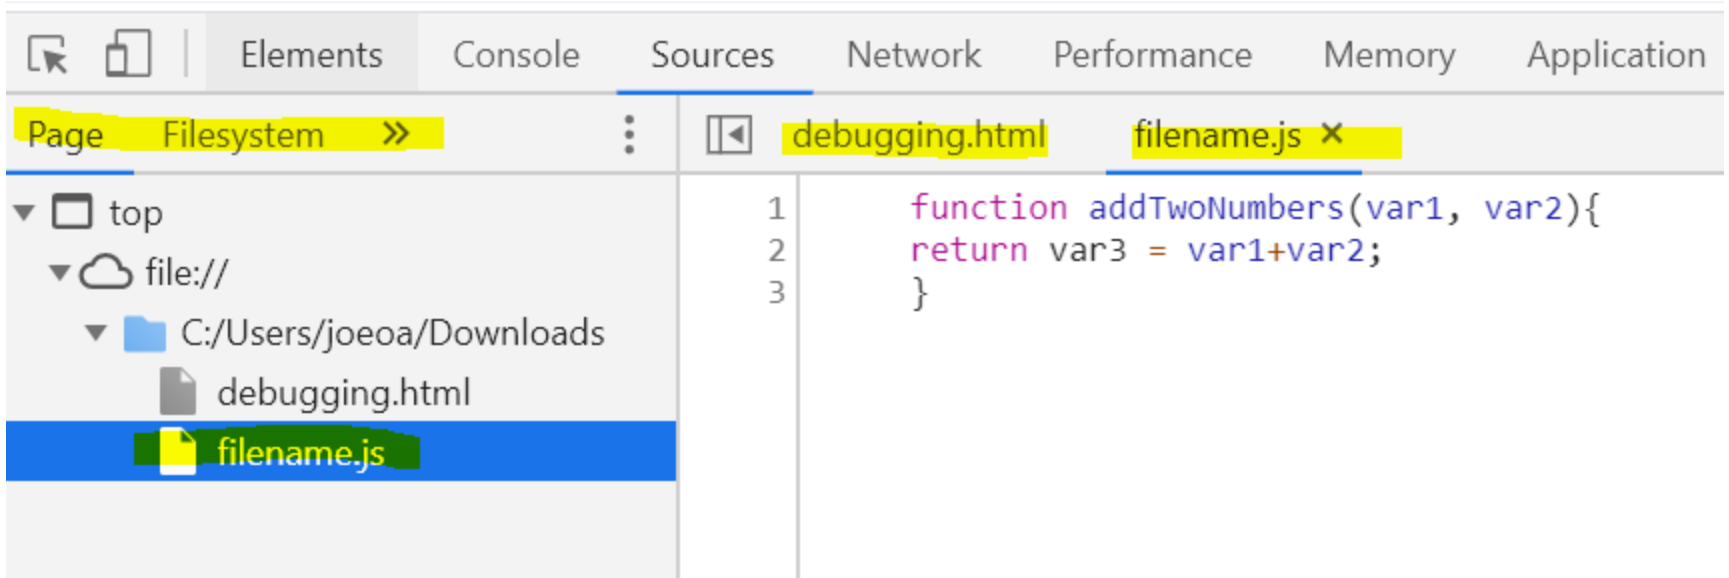 Elements Console Sources Network Performance Memory Application
Page Filesystem »
debugging.html filename.js ×
top
file://
C:/Users/joeoa/Downloads
debugging.html
filename.js
1 function addTwoNumbers(var1, var2){
2 return var3 = var1+var2;
3 }